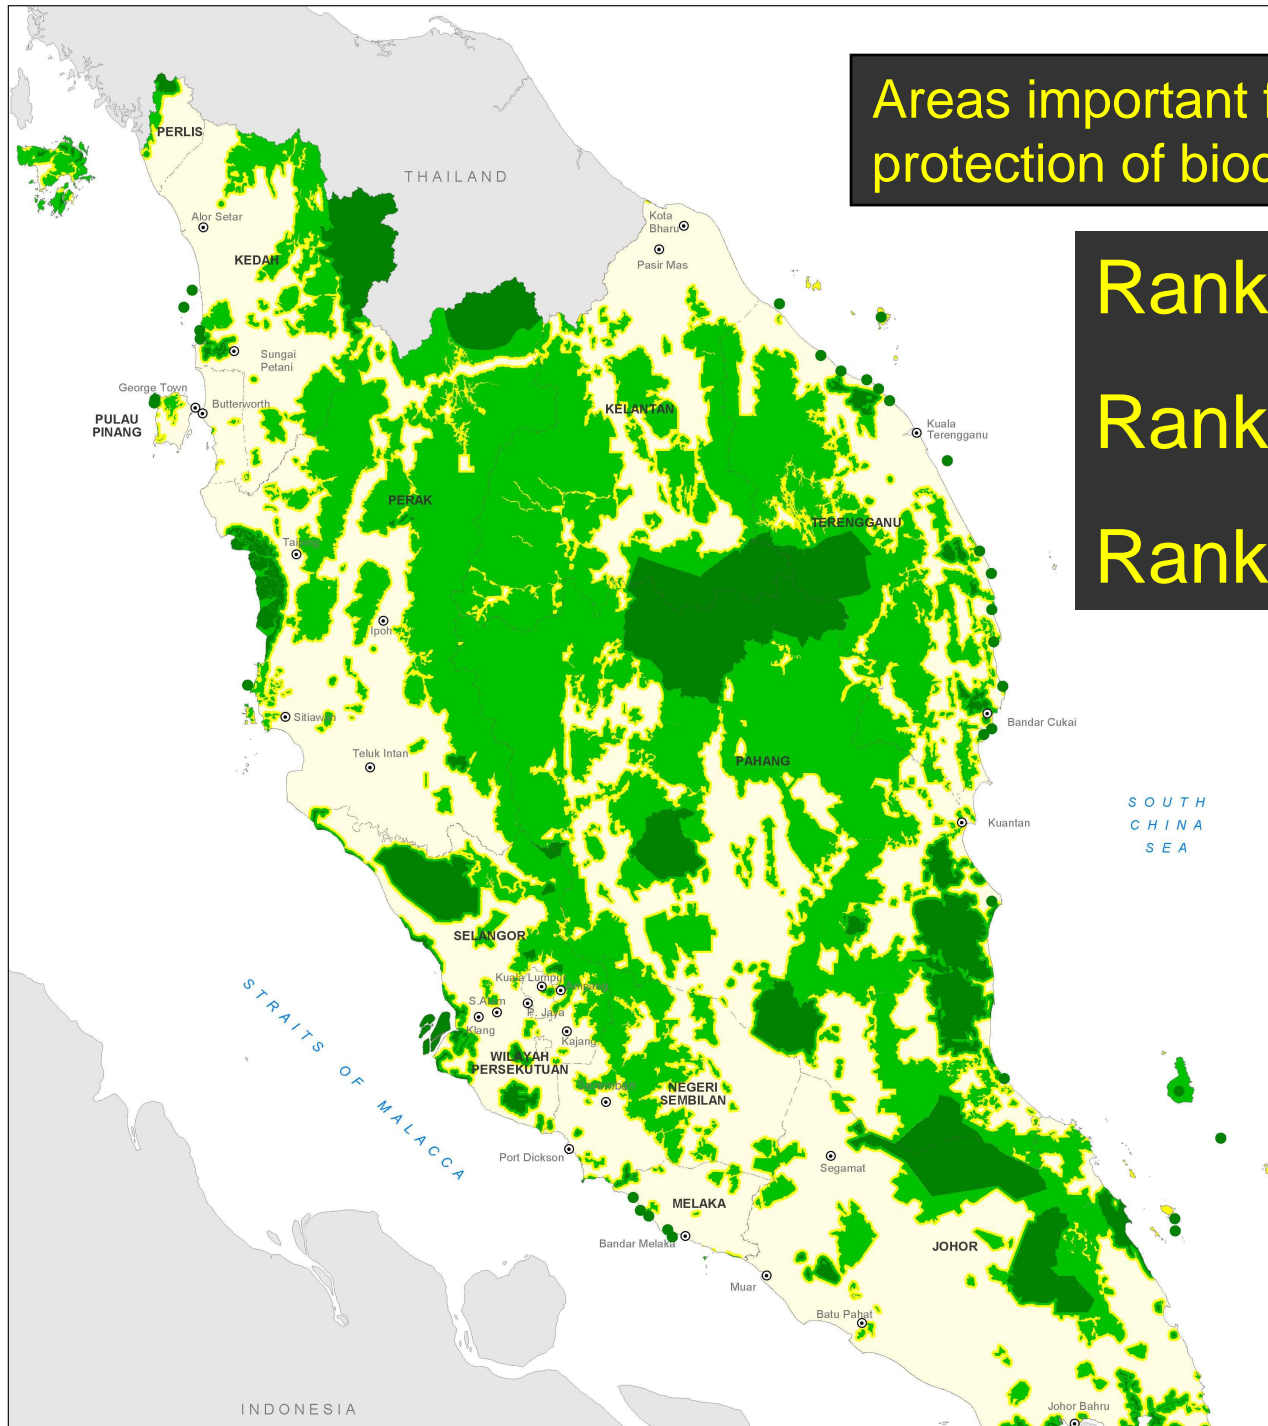 Areas important f
protection of bioc
Rank
Rank
Rank
THAILAND
PERLIS
Alor Setar
KEDAH
Kota
Bharu
Pasir Mas
Sungai
Petani
George Town
Butterworth
PULAU
PINANG
KELANTAN
Kuala
Terengganu
PERAK
TERENGGANU
Ipoh
Sitiawan
Bandar Cukai
Teluk Intan
PAHANG
SOUTH
CHINA
SEA
Kuantan
SELANGOR
Kuala Lumpur
S.Alam
P. Jaya
Klang
Kajang
WILAYAH
PERSEKUTUAN
NEGERI
SEMBILAN
STRAITS OF MALACCA
Port Dickson
Segamat
MELAKA
Bandar Melaka
JOHOR
Muar
Batu Pahat
Johor Bahru
INDONESIA